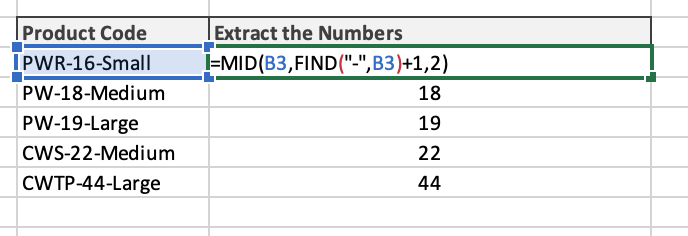 Product Code Extract the Numbers
PWR-16-Small =MID(B3,FIND("-",B3)+1,2)
PW-18-Medium 18
PW-19-Large 19
CWS-22-Medium 22
CWTP-44-Large 44